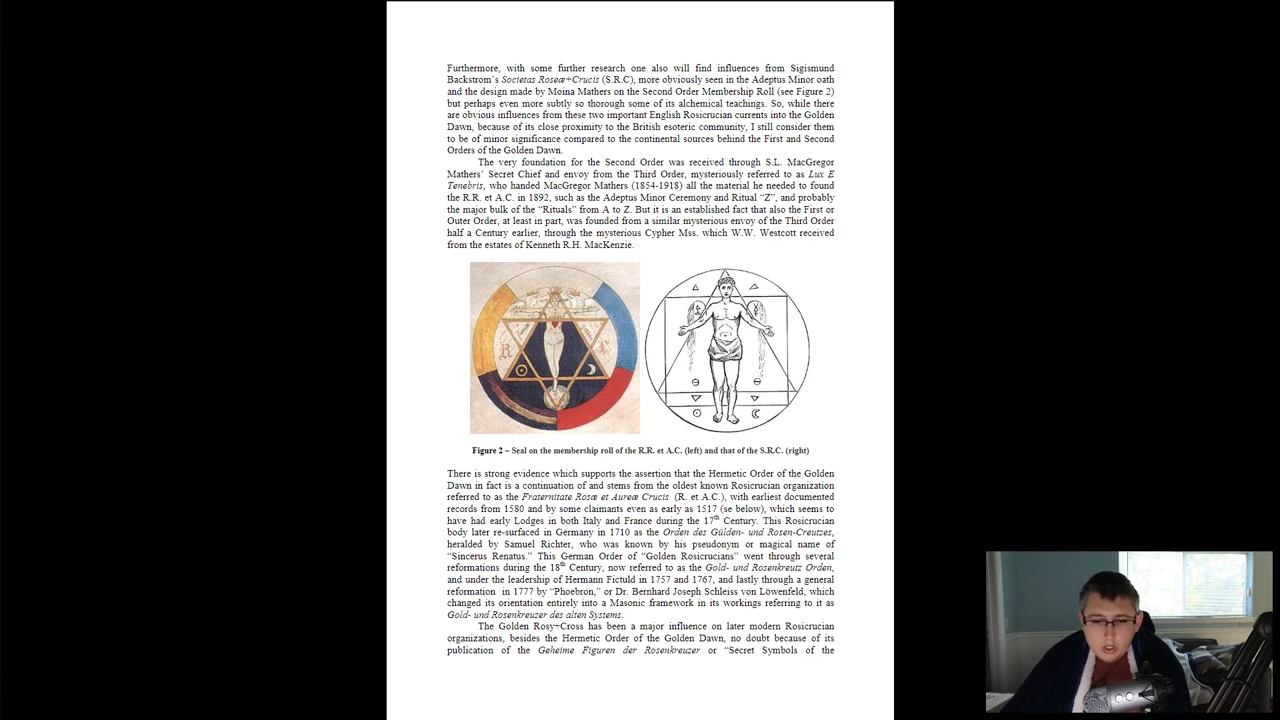 Furthermore, with some further research one also will find influences from Sigismund
Backstrom's Societas Roseæ+Crucis (S.R.C), more obviously seen in the Adeptus Minor oath
and the design made by Moina Mathers on the Second Order Membership Roll (see Figure 2)
but perhaps even more subtly so thorough some of its alchemical teachings. So, while there
are obvious influences from these two important English Rosicrucian currents into the Golden
Dawn, because of its close proximity to the British esoteric community, I still consider them
to be of minor significance compared to the continental sources behind the First and Second
Orders of the Golden Dawn.
The very foundation for the Second Order was received through S.L. MacGregor
Mathers' Secret Chief and envoy from the Third Order, mysteriously referred to as Lux E
Tenebris, who handed MacGregor Mathers (1854-1918) all the material he needed to found
the R.R. et A.C. in 1892, such as the Adeptus Minor Ceremony and Ritual "Z", and probably
the major bulk of the "Rituals" from A to Z. But it is an established fact that also the First or
Outer Order, at least in part, was founded from a similar mysterious envoy of the Third Order
half a Century earlier, through the mysterious Cypher Mss. which W.W. Westcott received
from the estates of Kenneth R.H. MacKenzie.
R C
Figure 2 – Seal on the membership roll of the R.R. et A.C. (left) and that of the S.R.C. (right)
There is strong evidence which supports the assertion that the Hermetic Order of the Golden
Dawn in fact is a continuation of and stems from the oldest known Rosicrucian organization
referred to as the Fraternitate Rosæ et Aureæ Crucis (R. et A.C.), with earliest documented
records from 1580 and by some claimants even as early as 1517 (se below), which seems to
have had early Lodges in both Italy and France during the 17th Century. This Rosicrucian
body later re-surfaced in Germany in 1710 as the Orden des Gülden- und Rosen-Creutzes,
heralded by Samuel Richter, who was known by his pseudonym or magical name of
"Sincerus Renatus." This German Order of "Golden Rosicrucians" went through several
reformations during the 18th Century, now referred to as the Gold- und Rosenkreutz Orden,
and under the leadership of Hermann Fictuld in 1757 and 1767, and lastly through a general
reformation in 1777 by "Phoebron," or Dr. Bernhard Joseph Schleiss von Löwenfeld, which
changed its orientation entirely into a Masonic framework in its workings referring to it as
Gold- und Rosenkreuzer des alten Systems.
The Golden Rosy+Cross has been a major influence on later modern Rosicrucian
organizations, besides the Hermetic Order of the Golden Dawn, no doubt because of its
publication of the Geheime Figuren der Rosenkreuzer or "Secret Symbols of the